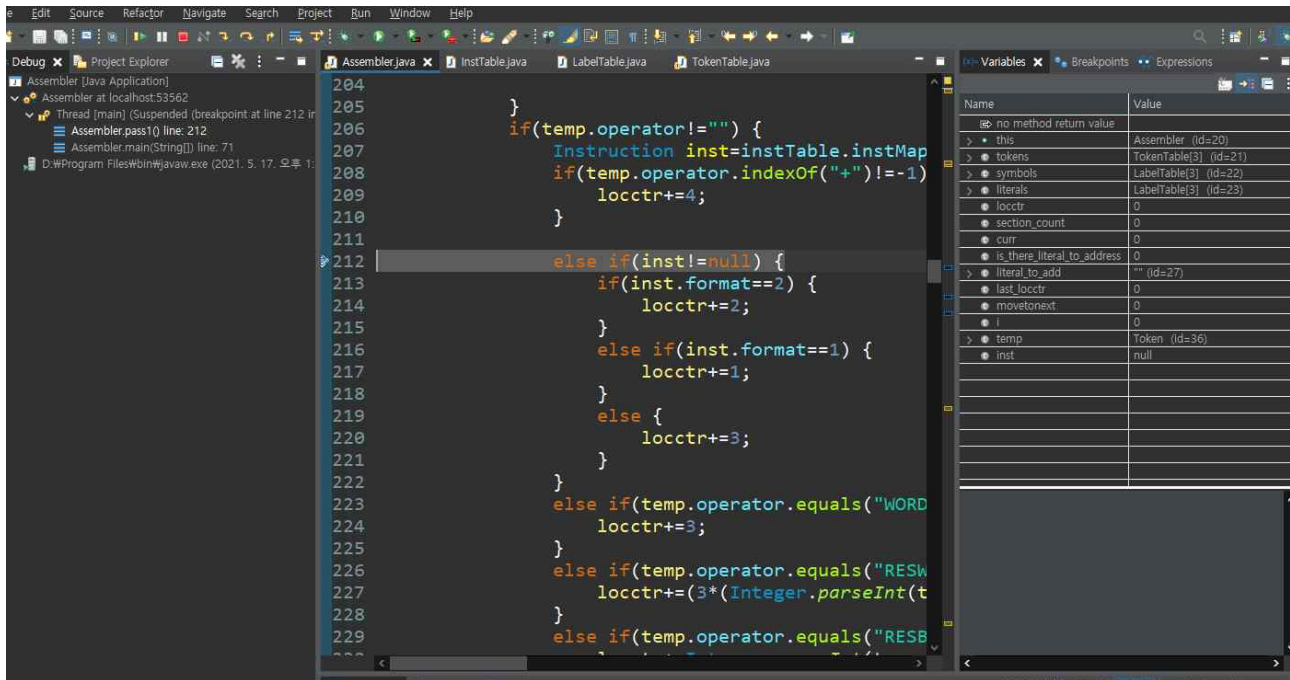 e Edit Source Refactor Navigate Search Project Run Window Help
Debug Project Explorer
Assembler [Java Application]
Assembler at localhost:53562
Thread [main] (Suspended (breakpoint at line 212 in
Assembler.pass1() line: 212
Assembler.main(String[]) line: 71
D:₩Program Files₩bin₩javaw.exe (2021. 5. 17. 오후 1:
Assembler.java InstTable.java LabelTable.java TokenTable.java
204
205 }
206 if(temp.operator!="") {
207 Instruction inst=instTable.instMap
208 if(temp.operator.indexOf("+")!=-1)
209 locctr+=4;
210 }
211
212 else if(inst!=null) {
213 if(inst.format==2) {
214 locctr+=2;
215 }
216 else if(inst.format==1) {
217 locctr+=1;
218 }
219 else {
220 locctr+=3;
221 }
222 }
223 else if(temp.operator.equals("WORD
224 locctr+=3;
225 }
226 else if(temp.operator.equals("RESW
227 locctr+=(3*(Integer.parseInt(t
228 }
229 else if(temp.operator.equals("RESB
Variables Breakpoints Expressions
Name Value
no method return value
this Assembler (id=20)
tokens TokenTable[3] (id=21)
symbols LabelTable[3] (id=22)
literals LabelTable[3] (id=23)
locctr 0
section_count 0
curr 0
is_there_literal_to_address 0
literal_to_add "" (id=27)
last_locctr 0
movetonext 0
i 0
temp Token (id=36)
inst null